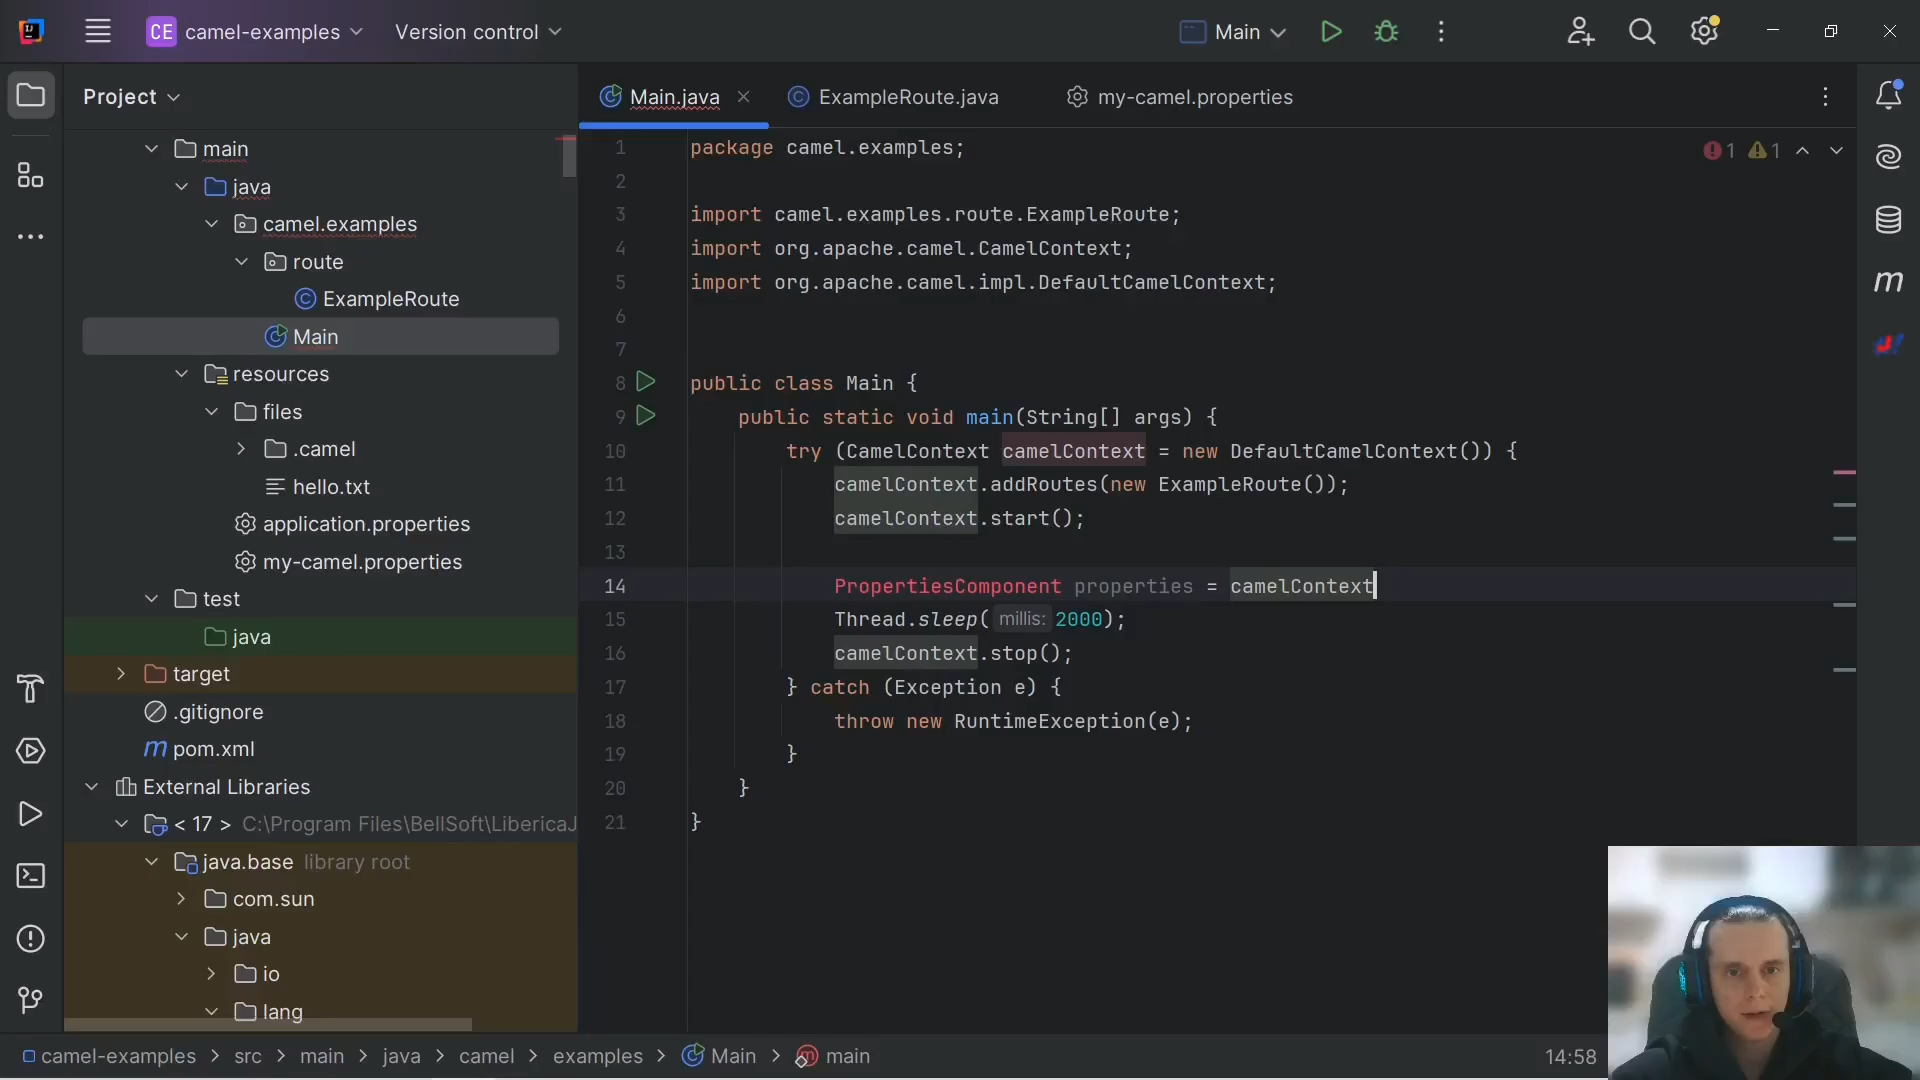 CE camel-examples Version control Main
Project
Main.java ExampleRoute.java my-camel.properties
main
java
camel.examples
route
ExampleRoute
Main
resources
files
.camel
hello.txt
application.properties
my-camel.properties
test
java
target
.gitignore
m pom.xml
External Libraries
< 17 > C:\Program Files\BellSoft\LibericaJ
java.base library root
com.sun
java
io
lang
1 package camel.examples;
2
3 import camel.examples.route.ExampleRoute;
4 import org.apache.camel.CamelContext;
5 import org.apache.camel.impl.DefaultCamelContext;
6
7
8 public class Main {
9 public static void main(String[] args) {
10 try (CamelContext camelContext = new DefaultCamelContext()) {
11 camelContext.addRoutes(new ExampleRoute());
12 camelContext.start();
13
14 PropertiesComponent properties = camelContext
15 Thread.sleep( millis: 2000);
16 camelContext.stop();
17 } catch (Exception e) {
18 throw new RuntimeException(e);
19 }
20 }
21 }
1 1
m
camel-examples > src > main > java > camel > examples > Main > main
14:58